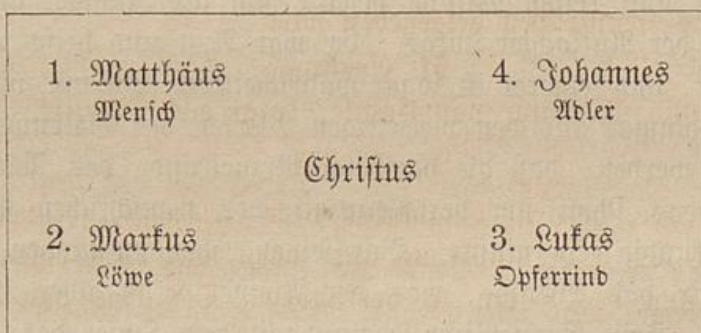 1. Matthäus
Mensch
4. Johannes
Adler
Christus
2. Markus
Löwe
3. Lukas
Opferrind